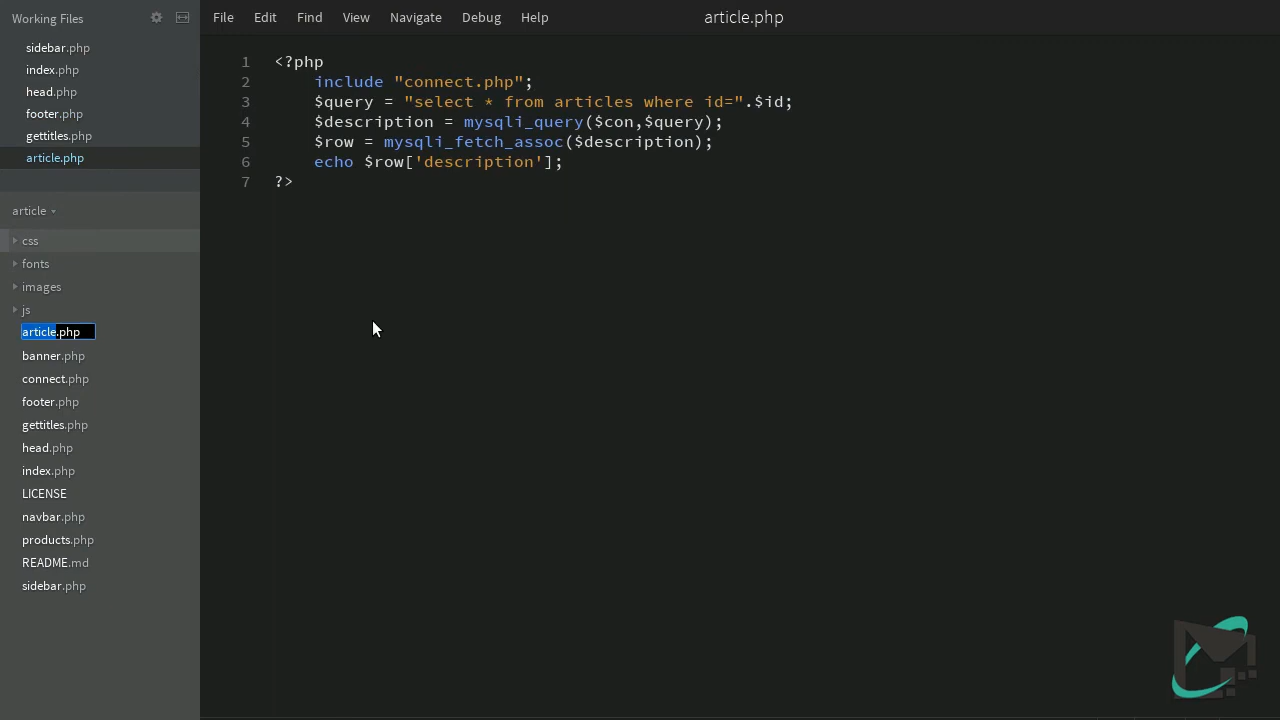 Working Files
sidebar.php
index.php
head.php
footer.php
gettitles.php
article.php
article
css
fonts
images
js
article.php
banner.php
connect.php
footer.php
gettitles.php
head.php
index.php
LICENSE
navbar.php
products.php
README.md
sidebar.php
File Edit Find View Navigate Debug Help
article.php
1 <?php
2 include "connect.php";
3 $query = "select * from articles where id=".$id;
4 $description = mysqli_query($con,$query);
5 $row = mysqli_fetch_assoc($description);
6 echo $row['description'];
7 ?>